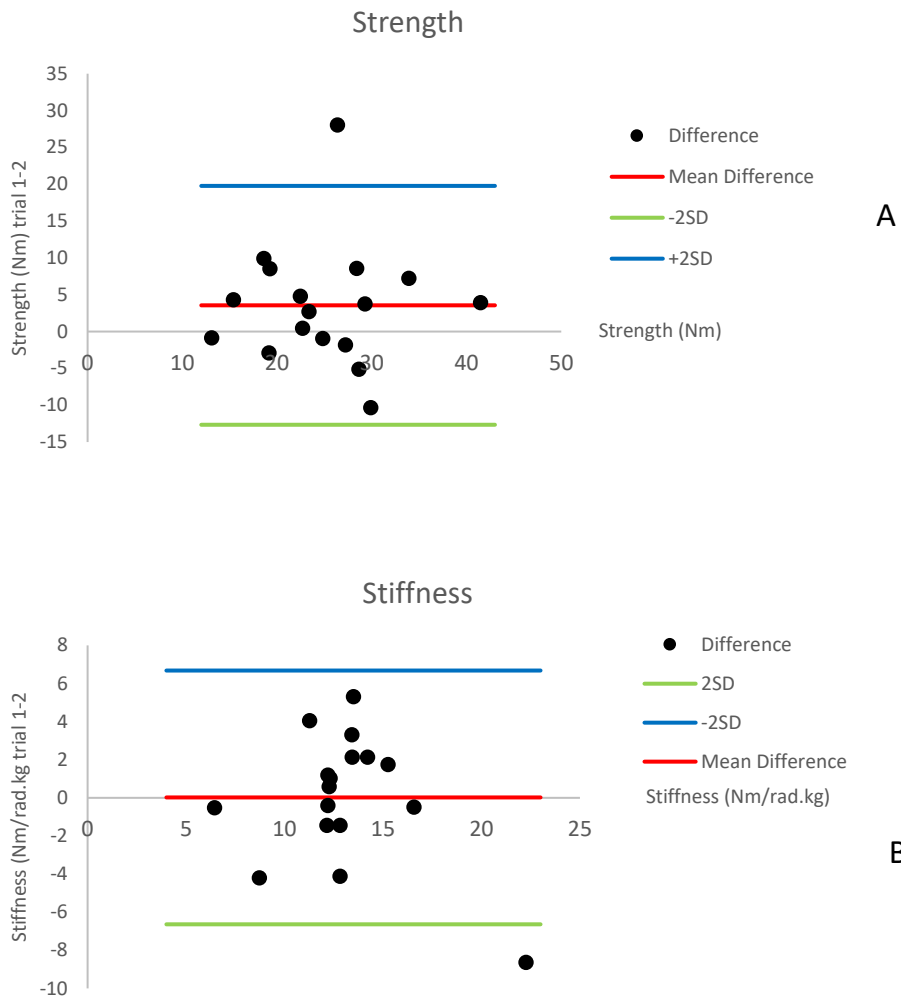 Strength
35
30
25
20
15
10
5
0
-5
-10
-15
Strength (Nm) trial 1-2
0 10 20 30 40 50
Strength (Nm)
Difference
Mean Difference
-2SD
+2SD
A
Stiffness
8
6
4
2
0
-2
-4
-6
-8
-10
Stiffness (Nm/rad.kg trial 1-2
0 5 10 15 20 25
Stiffness (Nm/rad.kg)
Difference
2SD
-2SD
Mean Difference
B